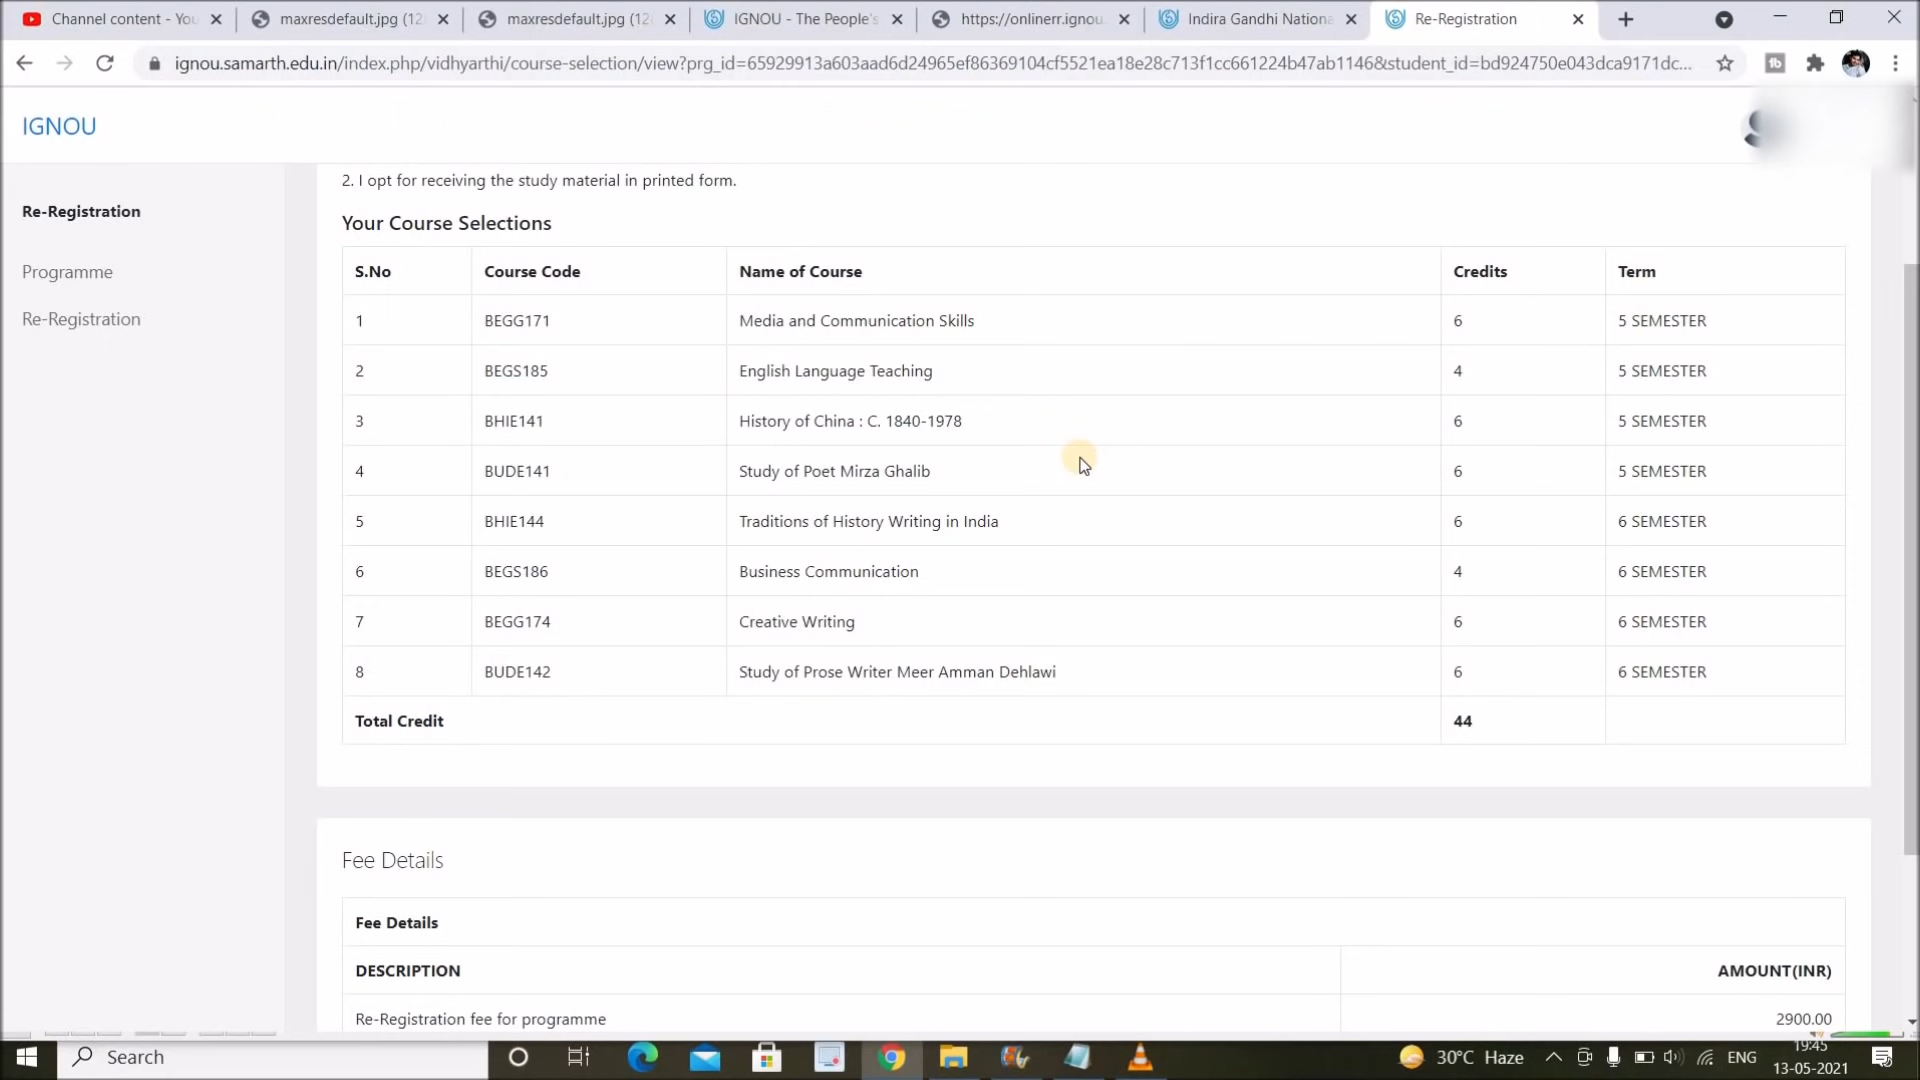 Channel content - You
maxresdefault.jpg (12
maxresdefault.jpg (12
IGNOU - The People's
https://onlinerr.ignou.
Indira Gandhi Nationa
Re-Registration
ignou.samarth.edu.in/index.php/vidhyarthi/course-selection/view?prg_id=65929913a603aad6d24965ef86369104cf5521ea18e28c713f1cc661224b47ab1146&student_id=bd924750e043dca9171dc...
IGNOU
2. I opt for receiving the study material in printed form.
Re-Registration
Programme
Re-Registration
Your Course Selections
S.No Course Code Name of Course Credits Term
1 BEGG171 Media and Communication Skills 6 5 SEMESTER
2 BEGS185 English Language Teaching 4 5 SEMESTER
3 BHIE141 History of China : C. 1840-1978 6 5 SEMESTER
4 BUDE141 Study of Poet Mirza Ghalib 6 5 SEMESTER
5 BHIE144 Traditions of History Writing in India 6 6 SEMESTER
6 BEGS186 Business Communication 4 6 SEMESTER
7 BEGG174 Creative Writing 6 6 SEMESTER
8 BUDE142 Study of Prose Writer Meer Amman Dehlawi 6 6 SEMESTER
Total Credit 44
Fee Details
Fee Details
DESCRIPTION AMOUNT(INR)
Re-Registration fee for programme 2900.00
Search
30°C Haze
ENG
19:45
13-05-2021